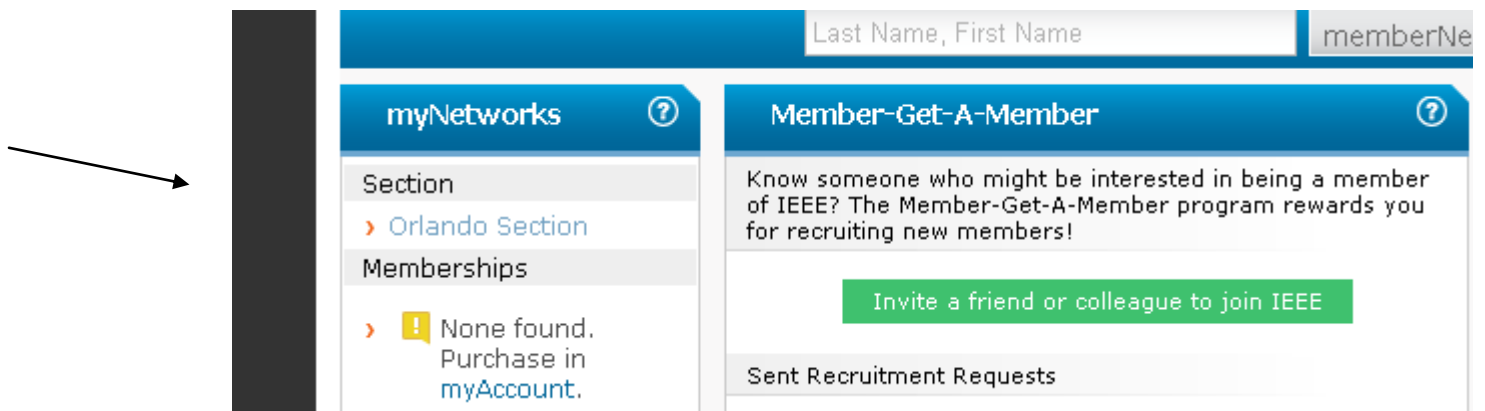 Last Name, First Name
memberNe
myNetworks
Section
Orlando Section
Memberships
None found.
Purchase in
myAccount.
Member-Get-A-Member
Know someone who might be interested in being a member
of IEEE? The Member-Get-A-Member program rewards you
for recruiting new members!
Invite a friend or colleague to join IEEE
Sent Recruitment Requests